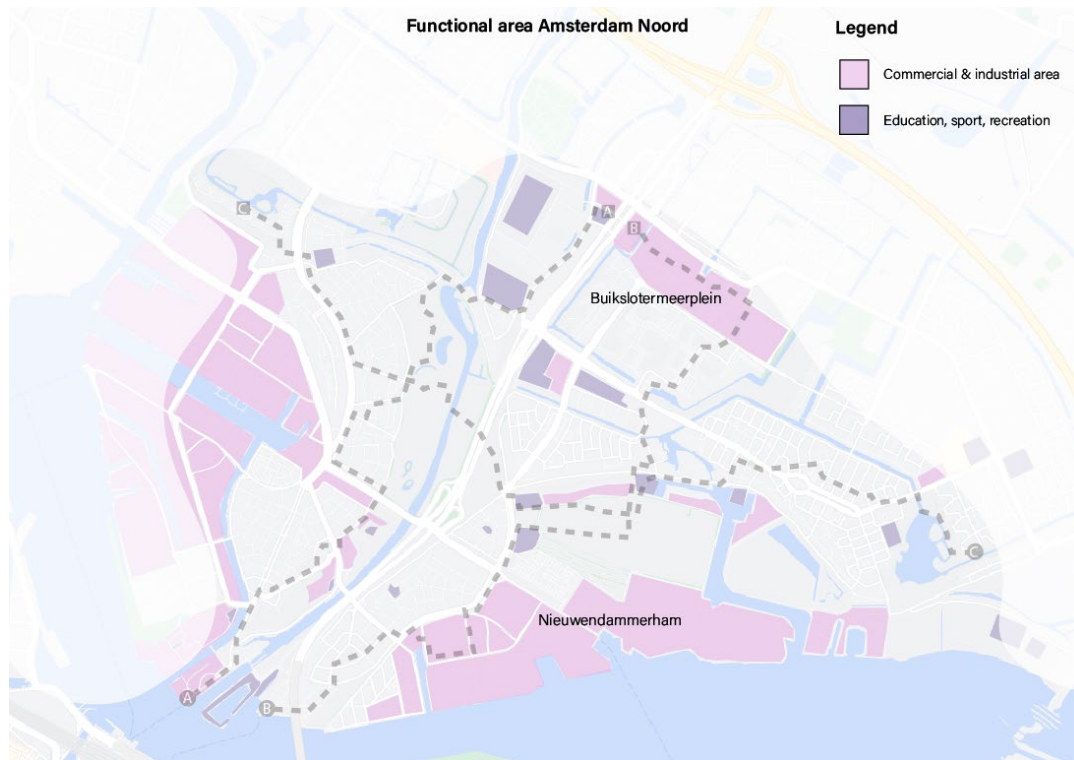 Functional area Amsterdam Noord
Legend
Commercial & industrial area
Education, sport, recreation
C
A
B
Buikslotermeerplein
C
Nieuwendammerham
A
B